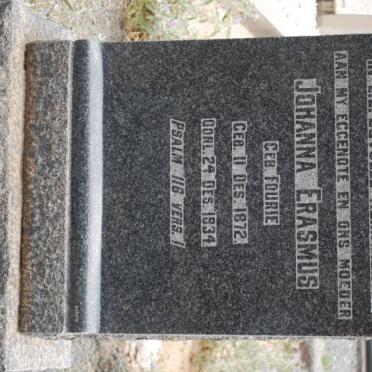 AAN MY EGGENOTE EN ONS MOEDER
JOHANNA ERASMUS
GEB FOURIE
GEB. 11 DES. 1872
OORL. 24 DES. 1934
PSALM 116 VERS. 1